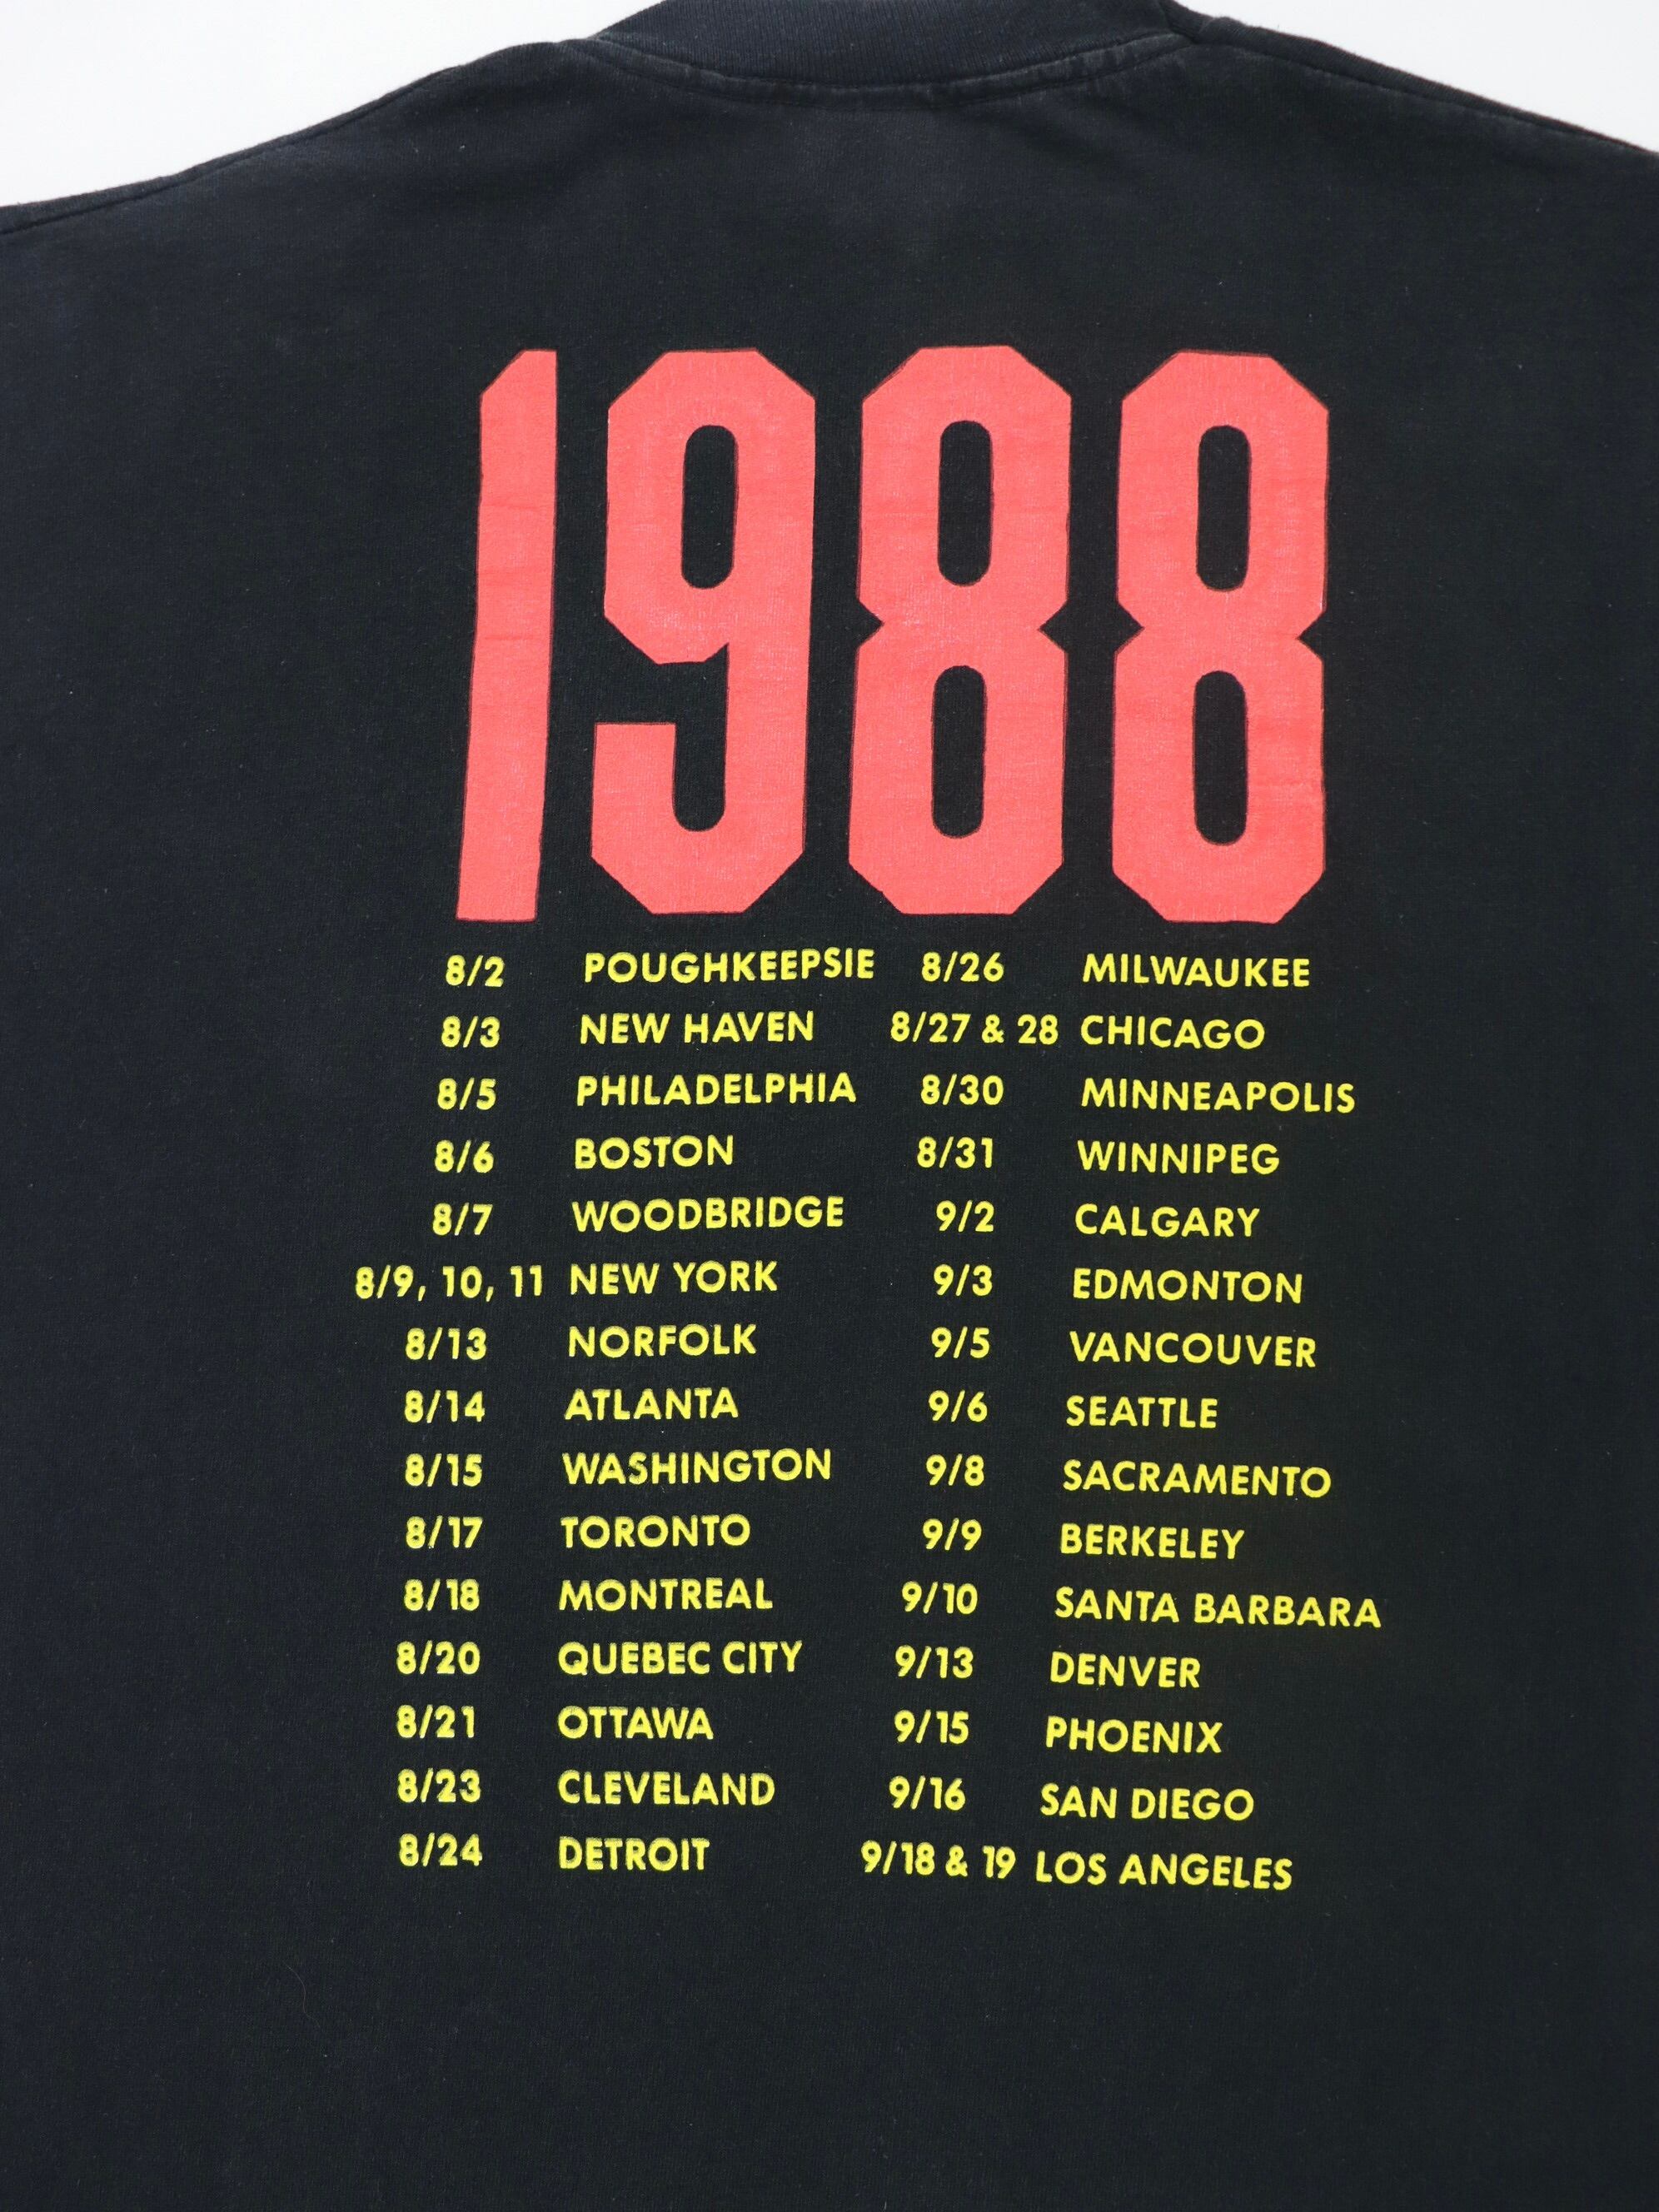 1988
8/2 POUGHKEEPSIE
8/3 NEW HAVEN
8/5 PHILADELPHIA
8/6 BOSTON
8/7 WOODBRIDGE
8/9, 10, 11 NEW YORK
8/13 NORFOLK
8/14 ATLANTA
8/15 WASHINGTON
8/17 TORONTO
8/18 MONTREAL
8/20 QUEBEC CITY
8/21 OTTAWA
8/23 CLEVELAND
8/24 DETROIT
8/26 MILWAUKEE
8/27 & 28 CHICAGO
8/30 MINNEAPOLIS
8/31 WINNIPEG
9/2 CALGARY
9/3 EDMONTON
9/5 VANCOUVER
9/6 SEATTLE
9/8 SACRAMENTO
9/9 BERKELEY
9/10 SANTA BARBARA
9/13 DENVER
9/15 PHOENIX
9/16 SAN DIEGO
9/18 & 19 LOS ANGELES